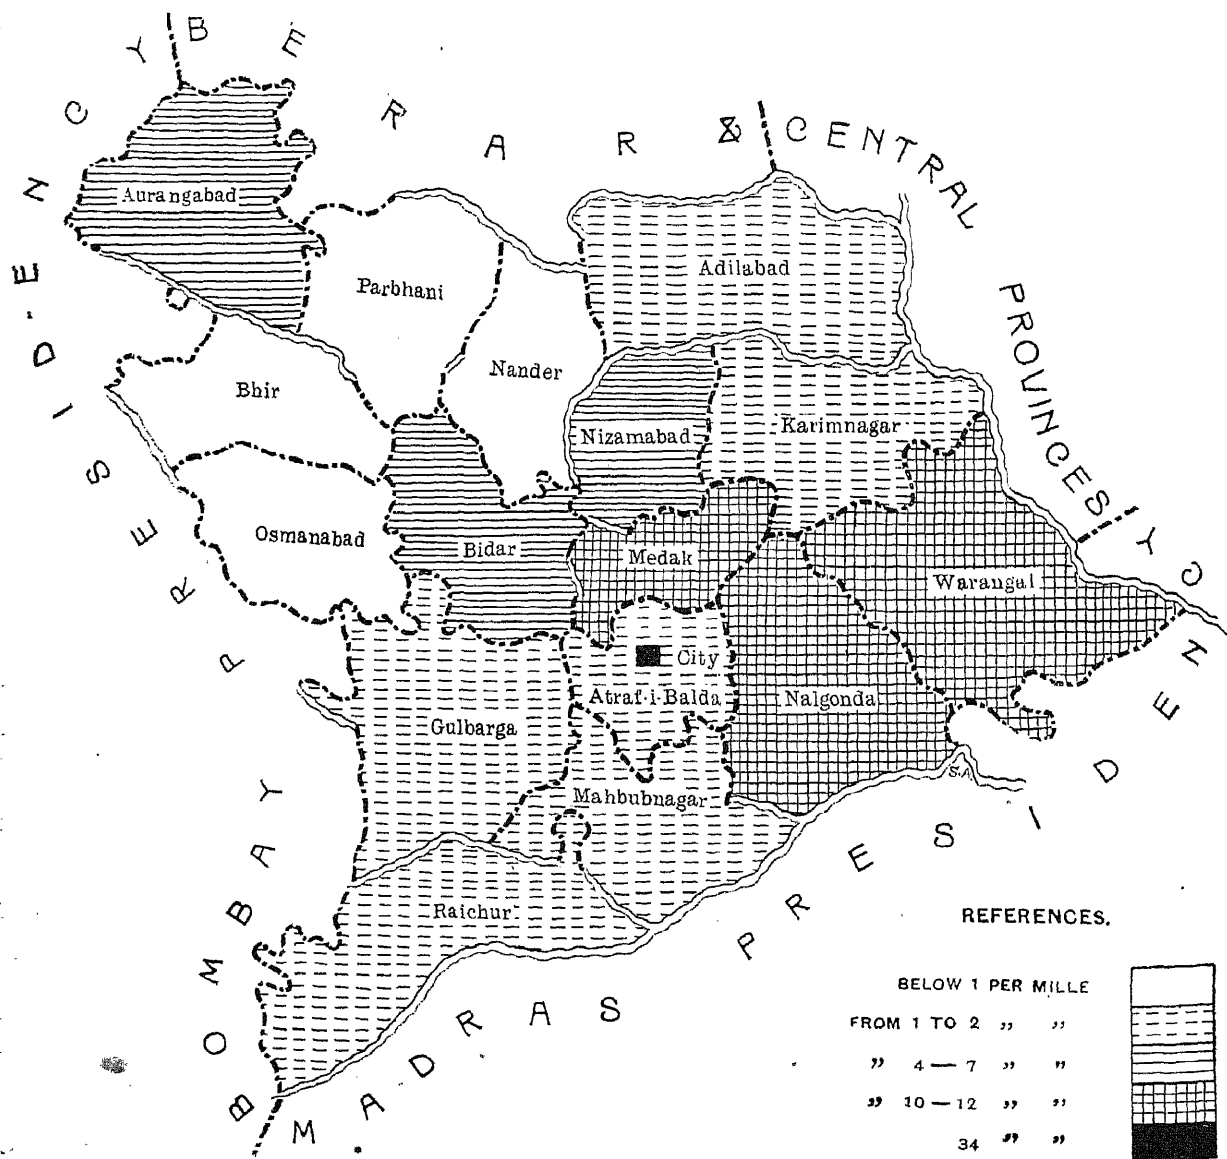 BERAR & CENTRAL
PROVINCES
BOMBAY
PRESIDENCY
MADRAS
PRESIDENCY
Aurangabad
Parbhani
Adilabad
Nander
Bhir
Nizamabad
Karimnagar
Osmanabad
Bidar
Medak
Warangal
City
Atraf-i-Balda
Nalgonda
Gulbarga
Mahbubnagar
S.A.
Raichur
REFERENCES.
BELOW 1 PER MILLE
FROM 1 TO 2 ,, ,,
,, 4 — 7 ,, ,,
,, 10 — 12 ,, ,,
34 ,, ,,